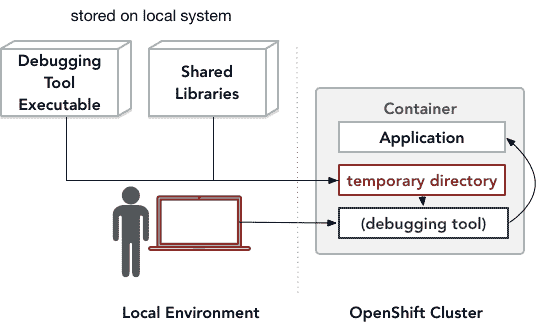 stored on local system
Debugging
Tool
Executable
Shared
Libraries
Container
Application
temporary directory
(debugging tool)
Local Environment
OpenShift Cluster